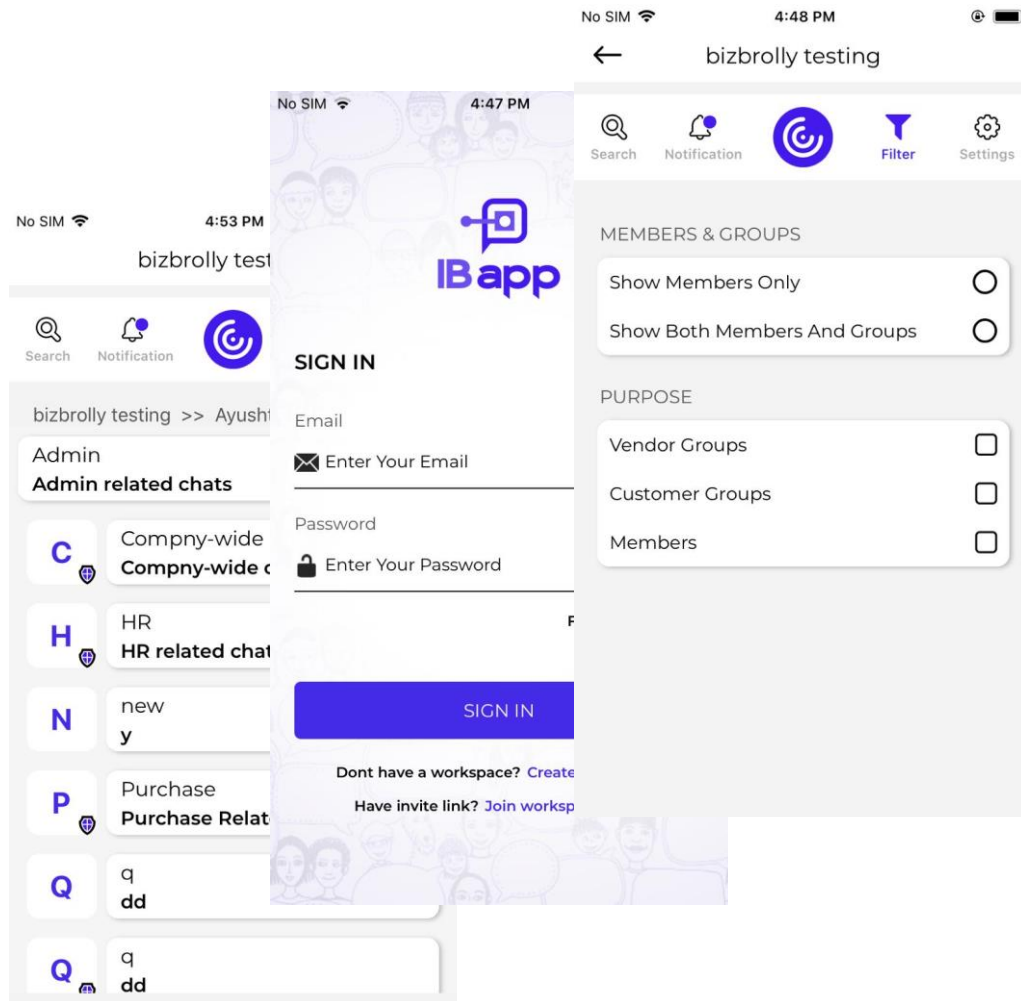 No SIM
4:53 PM
bizbrolly test
Search
Notification
bizbrolly testing >> Ayush
Admin
Admin related chats
C
Compny-wide
Compny-wide
H
HR
HR related chat
N
new
y
P
Purchase
Purchase Relat
Q
q
dd
Q
q
dd
No SIM
4:47 PM
IB app
SIGN IN
Email
Enter Your Email
Password
Enter Your Password
F
SIGN IN
Dont have a workspace? Create
Have invite link? Join worksp
No SIM
4:48 PM
bizbrolly testing
Search
Notification
Filter
Settings
MEMBERS & GROUPS
Show Members Only
Show Both Members And Groups
PURPOSE
Vendor Groups
Customer Groups
Members